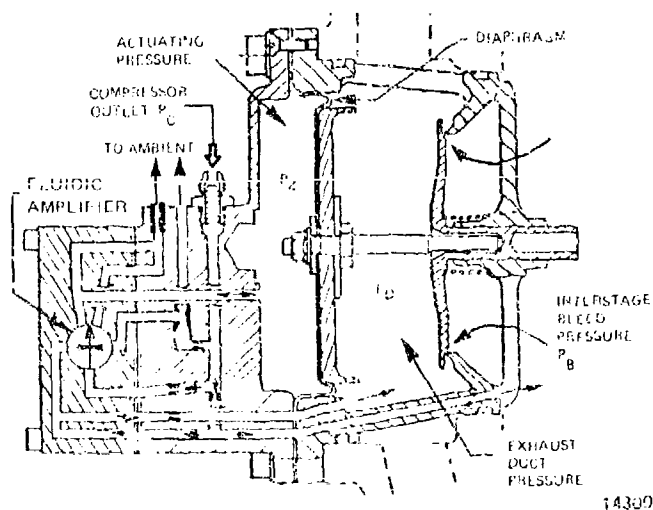 ACTUATING
PRESSURE
DIAPHRAGM
COMPRESSOR
OUTLET P
C
TO AMBIENT
FLUIDIC
AMPLIFIER
INTERSTAGE
BLEED
PRESSURE
P
B
EXHAUST
DUCT
PRESSURE
14309